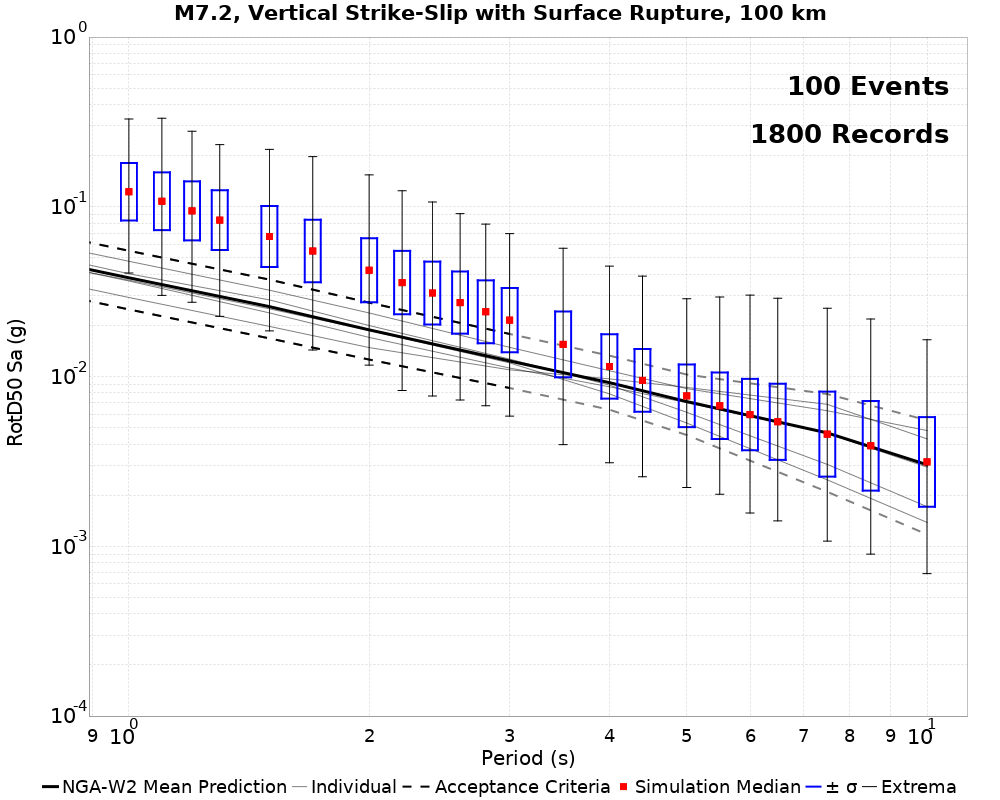 M7.2, Vertical Strike-Slip with Surface Rupture, 100 km
100 Events
1800 Records
RotD50 Sa (g)
10^0
10^-1
10^-2
10^-3
10^-4
9 10^0 2 3 4 5 6 7 8 9 10^1
Period (s)
NGA-W2 Mean Prediction Individual Acceptance Criteria Simulation Median ± σ Extrema